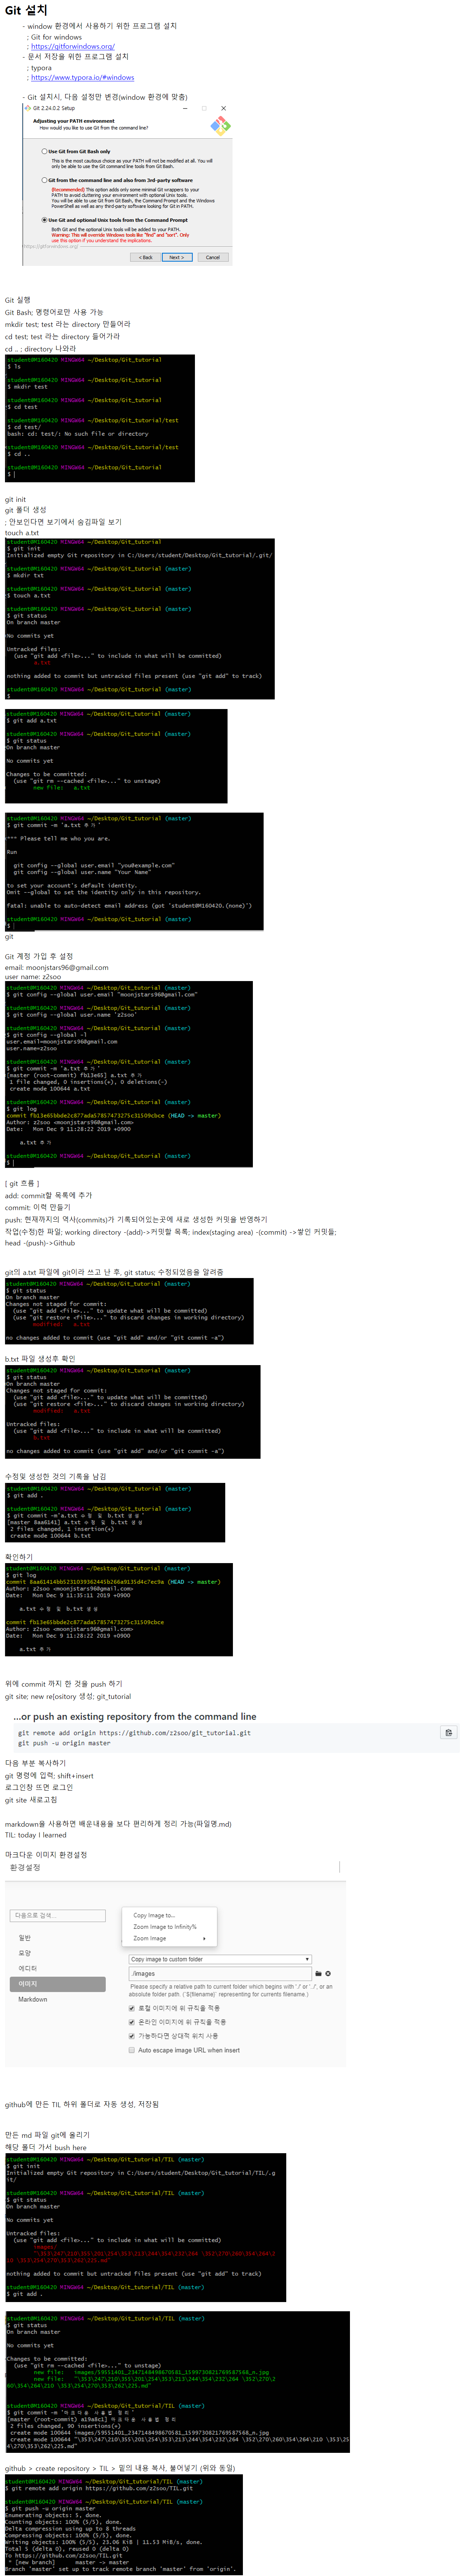 Git 설치
- window 환경에서 사용하기 위한 프로그램 설치
; Git for windows
; https://gitforwindows.org/
- 문서 저장을 위한 프로그램 설치
; typora
; https://www.typora.io/#windows
- Git 설치시, 다음 설정만 변경(window 환경에 맞춤)
Git 2.24.0.2 Setup
Adjusting your PATH environment
How would you like to use Git from the command line?
Use Git from Git Bash only
This is the most cautious choice as your PATH will not be modified at all. You will
only be able to use the Git command line tools from Git Bash.
Git from the command line and also from 3rd-party software
(Recommended) This option adds only some minimal Git wrappers to your
PATH to avoid cluttering your environment with optional Unix tools.
You will be able to use Git from Git Bash, the Command Prompt and the Windows
PowerShell as well as any third-party software looking for Git in PATH.
Use Git and optional Unix tools from the Command Prompt
Both Git and the optional Unix tools will be added to your PATH.
Warning: This will override Windows tools like "find" and "sort". Only
use this option if you understand the implications.
https://gitforwindows.org/
< Back
Next >
Cancel
Git 실행
Git Bash; 명령어로만 사용 가능
mkdir test; test 라는 directory 만들어라
cd test; test 라는 directory 들어가라
cd .. ; directory 나와라
student@M160420 MINGW64 ~/Desktop/Git_tutorial
$ ls
student@M160420 MINGW64 ~/Desktop/Git_tutorial
$ mkdir test
student@M160420 MINGW64 ~/Desktop/Git_tutorial
$ cd test
student@M160420 MINGW64 ~/Desktop/Git_tutorial/test
$ cd test/
bash: cd: test/: No such file or directory
student@M160420 MINGW64 ~/Desktop/Git_tutorial/test
$ cd ..
student@M160420 MINGW64 ~/Desktop/Git_tutorial
$
git init
git 폴더 생성
; 안보인다면 보기에서 숨김파일 보기
touch a.txt
student@M160420 MINGW64 ~/Desktop/Git_tutorial
$ git init
Initialized empty Git repository in C:/Users/student/Desktop/Git_tutorial/.git/
student@M160420 MINGW64 ~/Desktop/Git_tutorial (master)
$ mkdir txt
student@M160420 MINGW64 ~/Desktop/Git_tutorial (master)
$ touch a.txt
student@M160420 MINGW64 ~/Desktop/Git_tutorial (master)
$ git status
On branch master
No commits yet
Untracked files:
(use "git add <file>..." to include in what will be committed)
a.txt
nothing added to commit but untracked files present (use "git add" to track)
student@M160420 MINGW64 ~/Desktop/Git_tutorial (master)
$
student@M160420 MINGW64 ~/Desktop/Git_tutorial (master)
$ git add a.txt
student@M160420 MINGW64 ~/Desktop/Git_tutorial (master)
$ git status
On branch master
No commits yet
Changes to be committed:
(use "git rm --cached <file>..." to unstage)
new file: a.txt
student@M160420 MINGW64 ~/Desktop/Git_tutorial (master)
$ git commit -m 'a.txt 추가'
*** Please tell me who you are.
Run
git config --global user.email "you@example.com"
git config --global user.name "Your Name"
to set your account's default identity.
Omit --global to set the identity only in this repository.
fatal: unable to auto-detect email address (got 'student@M160420.(none)')
student@M160420 MINGW64 ~/Desktop/Git_tutorial (master)
$
git
Git 계정 가입 후 설정
email: moonjstars96@gmail.com
user name: z2soo
student@M160420 MINGW64 ~/Desktop/Git_tutorial (master)
$ git config --global user.email "moonjstars96@gmail.com"
student@M160420 MINGW64 ~/Desktop/Git_tutorial (master)
$ git config --global user.name 'z2soo'
student@M160420 MINGW64 ~/Desktop/Git_tutorial (master)
$ git config --global -l
user.email=moonjstars96@gmail.com
user.name=z2soo
student@M160420 MINGW64 ~/Desktop/Git_tutorial (master)
$ git commit -m 'a.txt 추가'
[master (root-commit) fb13e65] a.txt 추가
1 file changed, 0 insertions(+), 0 deletions(-)
create mode 100644 a.txt
student@M160420 MINGW64 ~/Desktop/Git_tutorial (master)
$ git log
commit fb13e65bbde2c877ada57857473275c31509cbce (HEAD -> master)
Author: z2soo <moonjstars96@gmail.com>
Date: Mon Dec 9 11:28:22 2019 +0900
a.txt 추가
student@M160420 MINGW64 ~/Desktop/Git_tutorial (master)
$
[ git 흐름 ]
add: commit할 목록에 추가
commit: 이력 만들기
push: 현재까지의 역사(commits)가 기록되어있는곳에 새로 생성한 커밋을 반영하기
작업(수정)한 파일; working directory -(add)->커밋할 목록; index(staging area) -(commit) ->쌓인 커밋들;
head -(push)->Github
git의 a.txt 파일에 git이라 쓰고 난 후, git status; 수정되었음을 알려줌
student@M160420 MINGW64 ~/Desktop/Git_tutorial (master)
$ git status
On branch master
Changes not staged for commit:
(use "git add <file>..." to update what will be committed)
(use "git restore <file>..." to discard changes in working directory)
modified: a.txt
no changes added to commit (use "git add" and/or "git commit -a")
b.txt 파일 생성후 확인
student@M160420 MINGW64 ~/Desktop/Git_tutorial (master)
$ git status
On branch master
Changes not staged for commit:
(use "git add <file>..." to update what will be committed)
(use "git restore <file>..." to discard changes in working directory)
modified: a.txt
Untracked files:
(use "git add <file>..." to include in what will be committed)
b.txt
no changes added to commit (use "git add" and/or "git commit -a")
수정및 생성한 것의 기록을 남김
student@M160420 MINGW64 ~/Desktop/Git_tutorial (master)
$ git add .
student@M160420 MINGW64 ~/Desktop/Git_tutorial (master)
$ git commit -m'a.txt 수정 및 b.txt 생성'
[master 8aa6141] a.txt 수정 및 b.txt 생성
2 files changed, 1 insertion(+)
create mode 100644 b.txt
확인하기
student@M160420 MINGW64 ~/Desktop/Git_tutorial (master)
$ git log
commit 8aa61414bb5231039362445b266a9135d4c7ec9a (HEAD -> master)
Author: z2soo <moonjstars96@gmail.com>
Date: Mon Dec 9 11:35:11 2019 +0900
a.txt 수정 및 b.txt 생성
commit fb13e65bbde2c877ada57857473275c31509cbce
Author: z2soo <moonjstars96@gmail.com>
Date: Mon Dec 9 11:28:22 2019 +0900
a.txt 추가
위에 commit 까지 한 것을 push 하기
git site; new re[ository 생성; git_tutorial
...or push an existing repository from the command line
git remote add origin https://github.com/z2soo/git_tutorial.git
git push -u origin master
다음 부분 복사하기
git 명령에 입력; shift+insert
로그인창 뜨면 로그인
git site 새로고침
markdown을 사용하면 배운내용을 보다 편리하게 정리 가능(파일명.md)
TIL: today I learned
마크다운 이미지 환경설정
환경설정
다음으로 검색...
일반
모양
에디터
이미지
Markdown
Copy Image to...
Zoom Image to Infinity%
Zoom Image
Copy image to custom folder
./images
Please specify a relative path to current folder which begins with `./` or `../`, or an
absolute folder path. (`${filename}` representing for currents filename.)
로컬 이미지에 위 규칙을 적용
온라인 이미지에 위 규칙을 적용
가능하다면 상대적 위치 사용
Auto escape image URL when insert
github에 만든 TIL 하위 폴더로 자동 생성, 저장됨
만든 md 파일 git에 올리기
해당 폴더 가서 bush here
student@M160420 MINGW64 ~/Desktop/Git_tutorial/TIL (master)
$ git init
Initialized empty Git repository in C:/Users/student/Desktop/Git_tutorial/TIL/.g
it/
student@M160420 MINGW64 ~/Desktop/Git_tutorial/TIL (master)
$ git status
On branch master
No commits yet
Untracked files:
(use "git add <file>..." to include in what will be committed)
images/
nothing added to commit but untracked files present (use "git add" to track)
student@M160420 MINGW64 ~/Desktop/Git_tutorial/TIL (master)
$ git add .
student@M160420 MINGW64 ~/Desktop/Git_tutorial/TIL (master)
$ git status
On branch master
No commits yet
Changes to be committed:
(use "git rm --cached <file>..." to unstage)
new file: images/59551401_2347148498670581_1599730821769587568_n.jpg
new file:
student@M160420 MINGW64 ~/Desktop/Git_tutorial/TIL (master)
$ git commit -m '마크다운 사용법 정리'
[master (root-commit) a19a8c1] 마크다운 사용법 정리
2 files changed, 90 insertions(+)
create mode 100644 images/59551401_2347148498670581_1599730821769587568_n.jpg
create mode 100644
github > create repository > TIL > 밑의 내용 복사, 붙여넣기 (위와 동일)
student@M160420 MINGW64 ~/Desktop/Git_tutorial/TIL (master)
$ git remote add origin https://github.com/z2soo/TIL.git
student@M160420 MINGW64 ~/Desktop/Git_tutorial/TIL (master)
$ git push -u origin master
Enumerating objects: 5, done.
Counting objects: 100% (5/5), done.
Delta compression using up to 8 threads
Compressing objects: 100% (5/5), done.
Writing objects: 100% (5/5), 23.06 KiB | 11.53 MiB/s, done.
Total 5 (delta 0), reused 0 (delta 0)
To https://github.com/z2soo/TIL.git
* [new branch] master -> master
Branch 'master' set up to track remote branch 'master' from 'origin'.